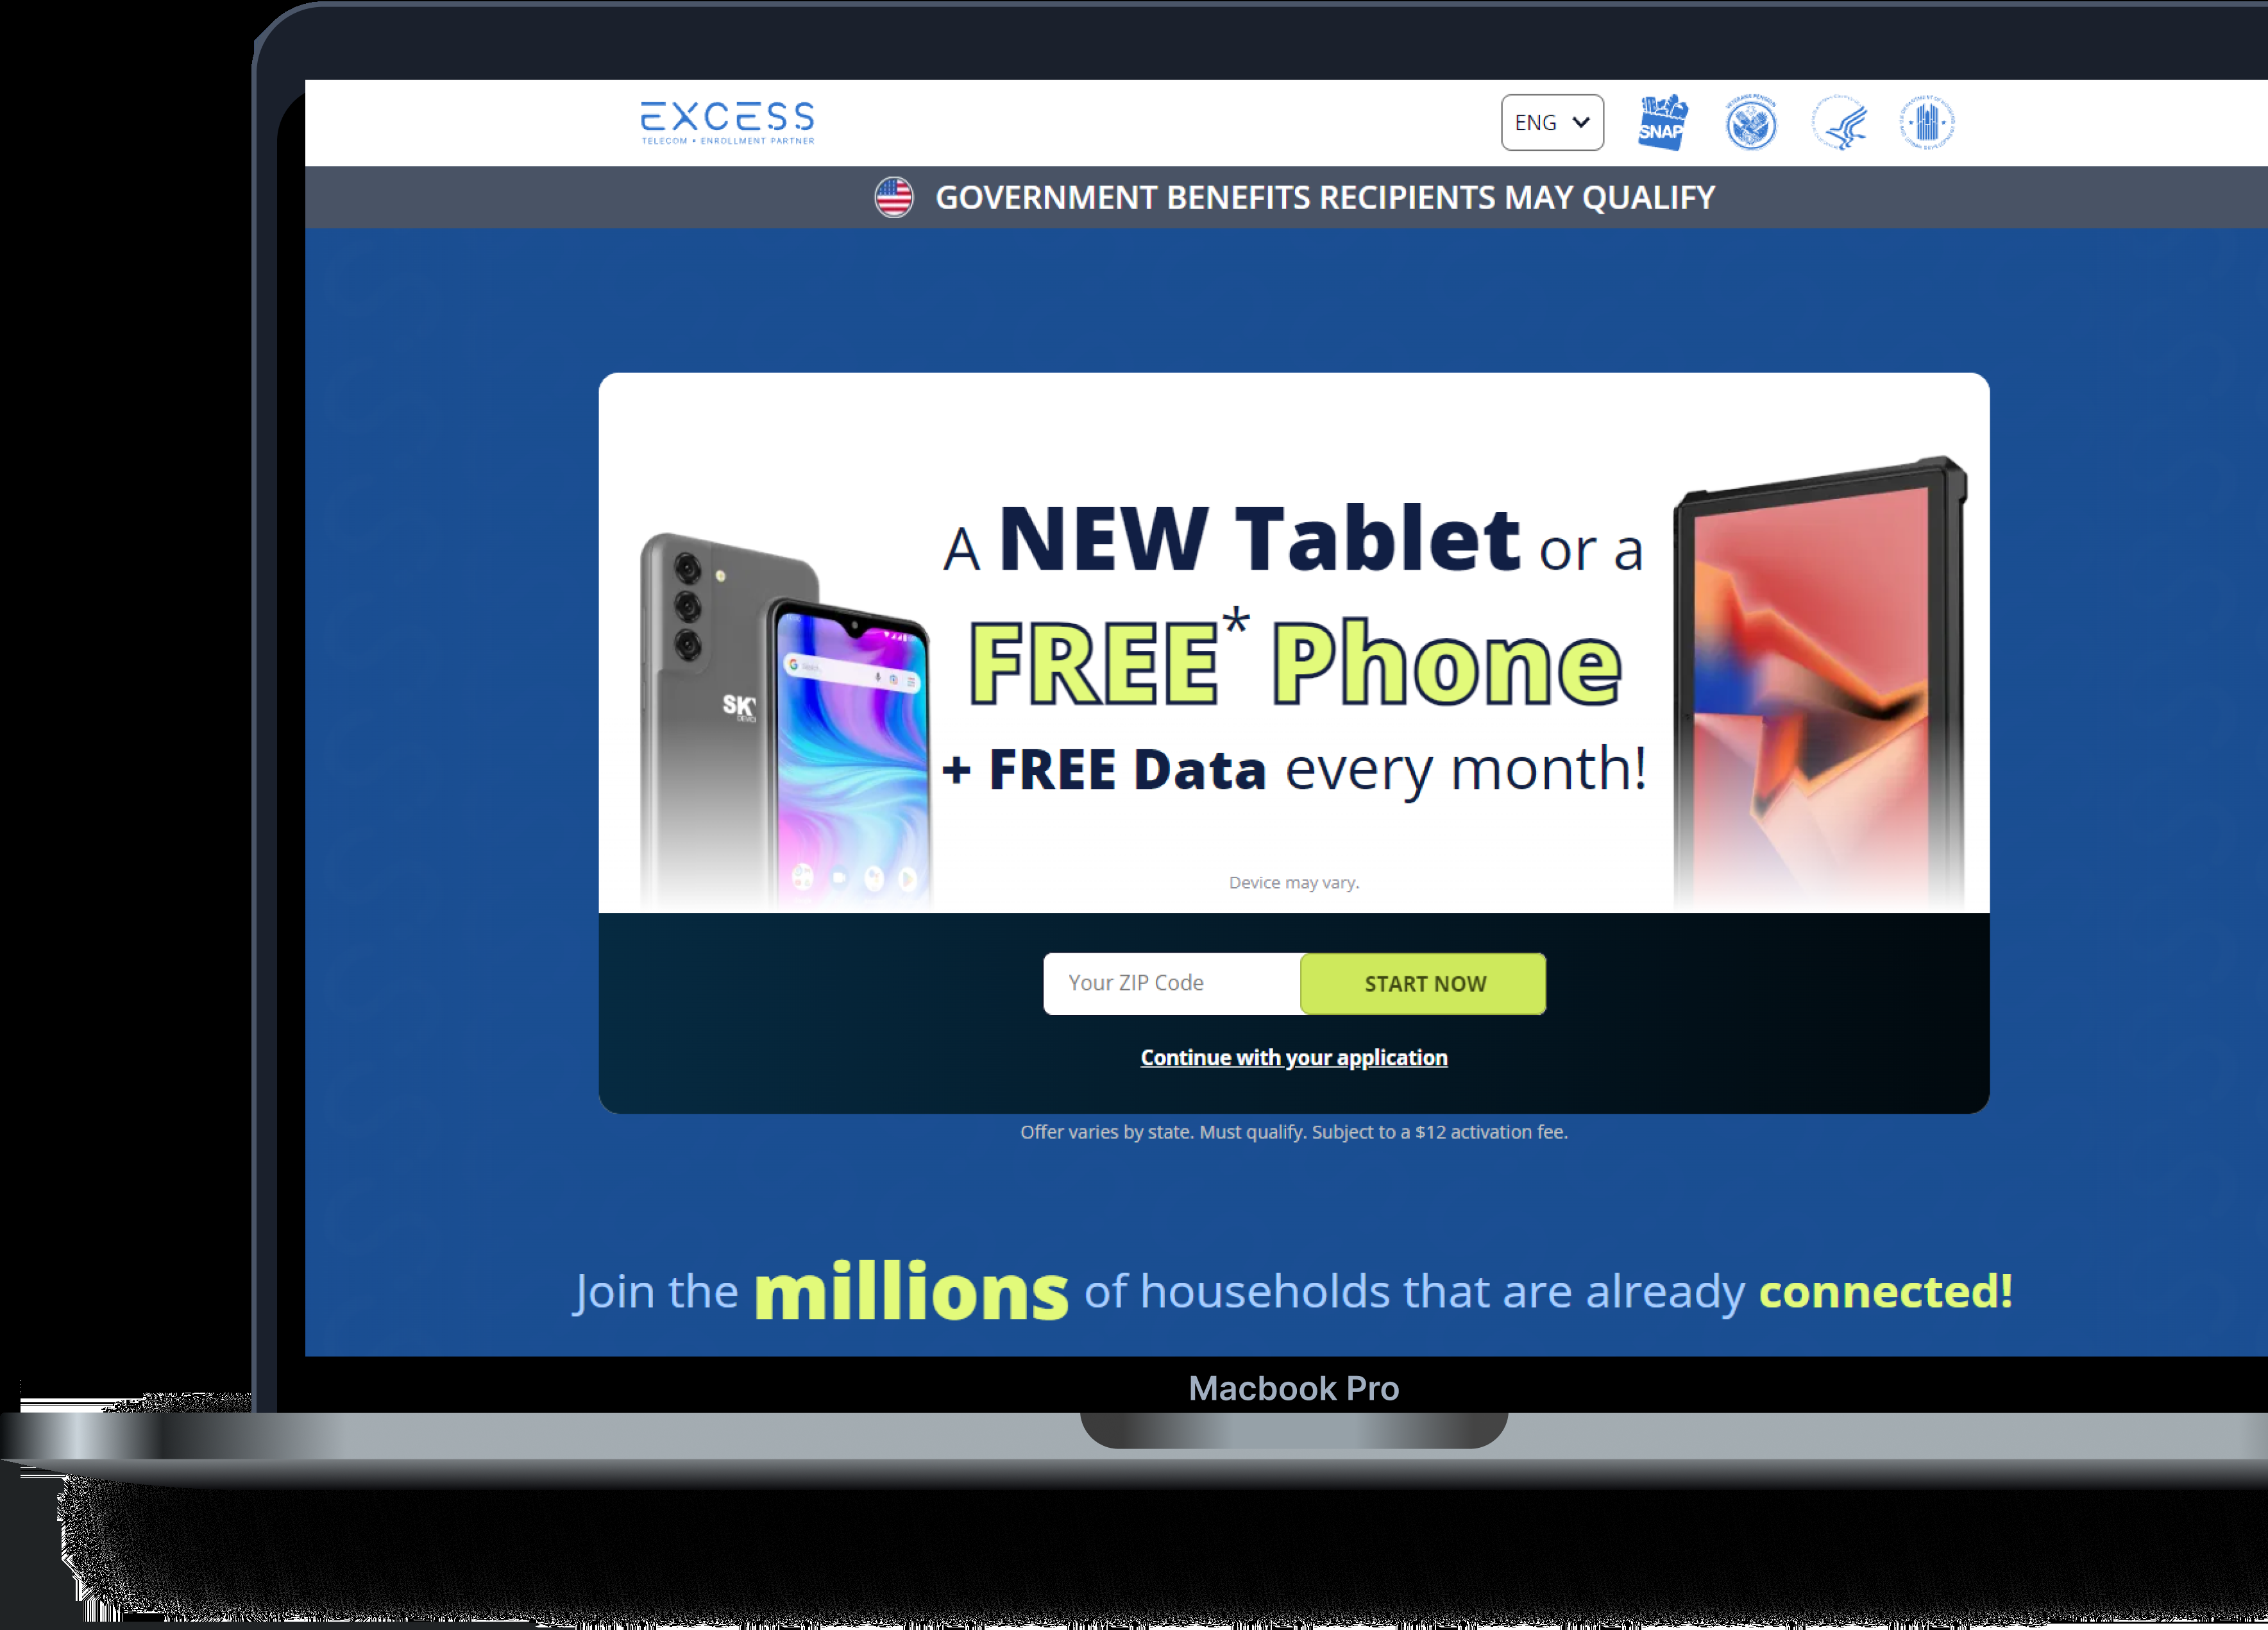 EXCESS
TELECOM • ENROLLMENT PARTNER
ENG
SNAP
VETERANS PENSION
GOVERNMENT BENEFITS RECIPIENTS MAY QUALIFY
A NEW Tablet or a
FREE* Phone
+ FREE Data every month!
SKY
Device may vary.
Your ZIP Code
START NOW
Continue with your application
Offer varies by state. Must qualify. Subject to a $12 activation fee.
Join the millions of households that are already connected!
Macbook Pro